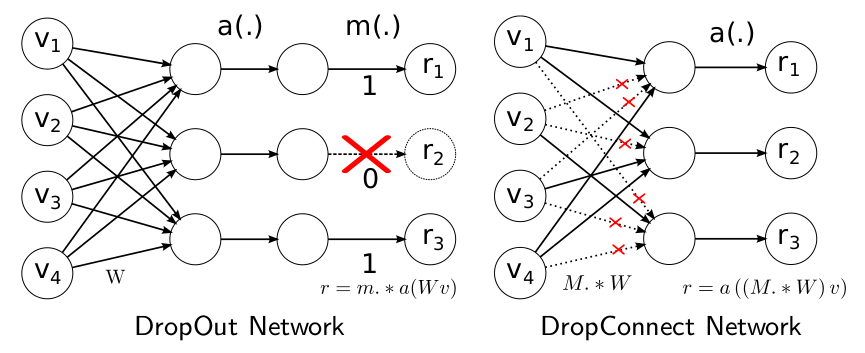 a(.) m(.)
v1
v2
v3
v4
r1
r2
r3
1
0
1
W
r = m. ∗ a(Wv)
DropOut Network
a(.)
v1
v2
v3
v4
r1
r2
r3
M. ∗ W
r = a ((M. ∗ W) v)
DropConnect Network